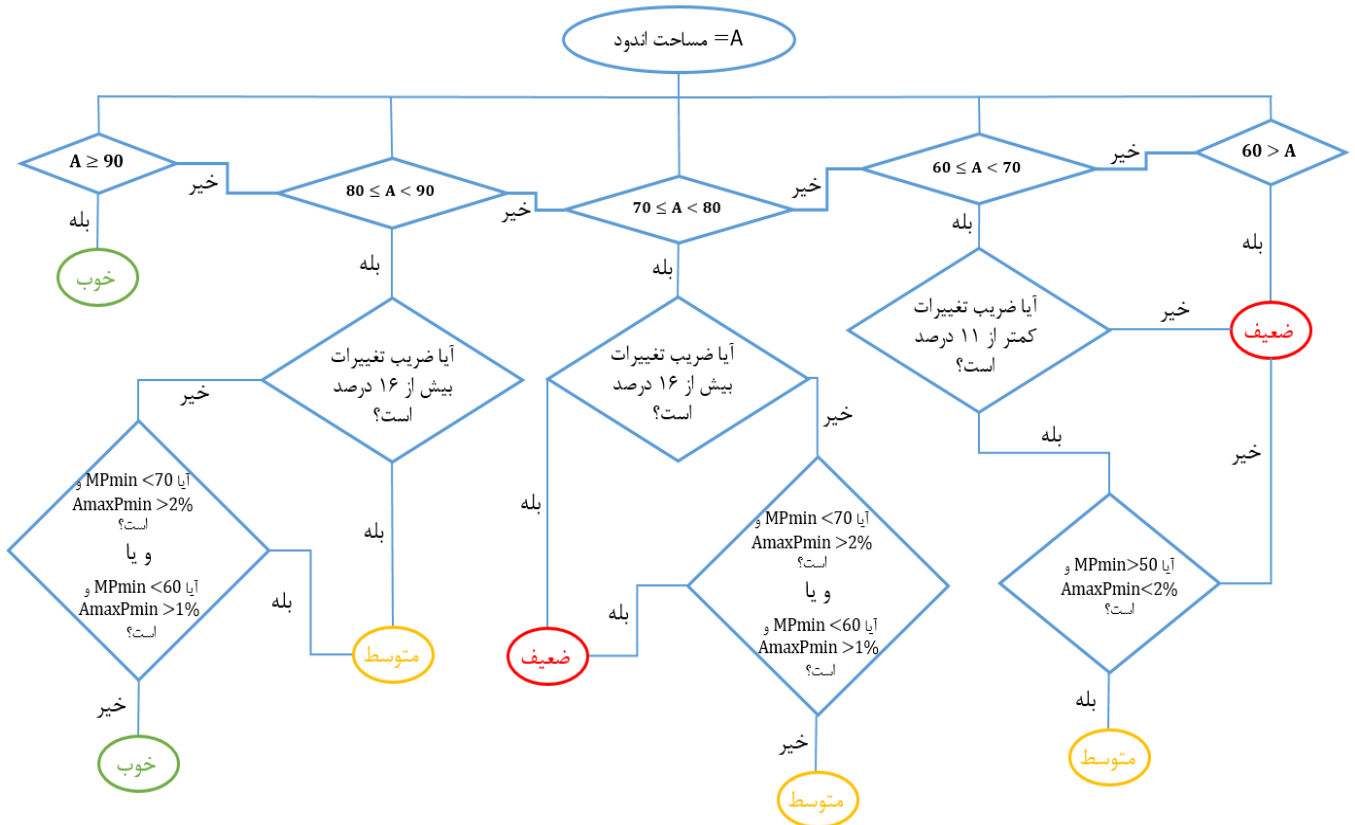 A= مساحت اندود
A ≥ 90
خیر
80 ≤ A < 90
خیر
70 ≤ A < 80
خیر
60 ≤ A < 70
خیر
60 > A
بله
بله
بله
بله
بله
خوب
آیا ضریب تغییرات
بیش از ۱۶ درصد
است؟
آیا ضریب تغییرات
بیش از ۱۶ درصد
است؟
آیا ضریب تغییرات
کمتر از ۱۱ درصد
است؟
خیر
ضعیف
خیر
بله
بله
خیر
بله
خیر
آیا MPmin <70 و
AmaxPmin >2%
است؟
و یا
آیا MPmin <60 و
AmaxPmin >1%
است؟
بله
متوسط
خیر
خوب
ضعیف
بله
آیا MPmin <70 و
AmaxPmin >2%
است؟
و یا
آیا MPmin <60 و
AmaxPmin >1%
است؟
خیر
متوسط
آیا MPmin>50 و
AmaxPmin<2%
است؟
بله
متوسط